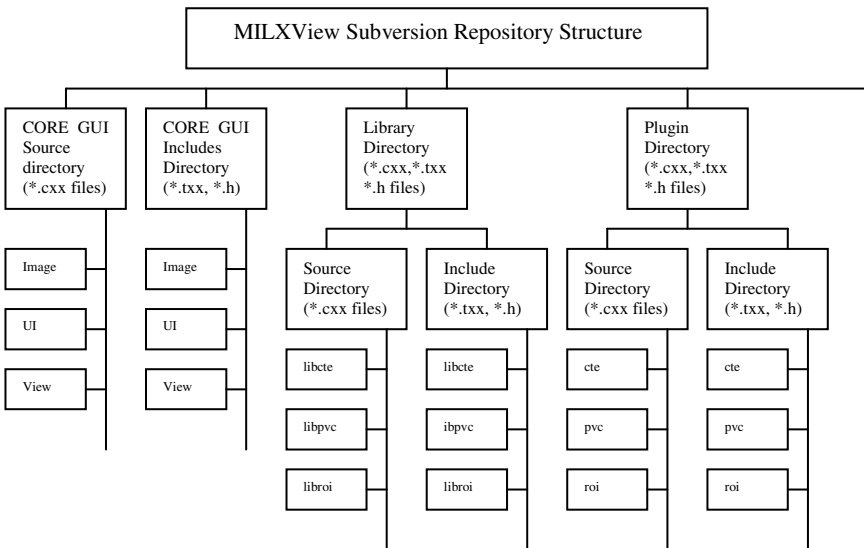 MILXView Subversion Repository Structure
CORE GUI
Source
directory
(*.cxx files)
CORE GUI
Includes
Directory
(*.txx, *.h)
Library
Directory
(*.cxx,*.txx
*.h files)
Plugin
Directory
(*.cxx,*.txx
*.h files)
Image
UI
View
Image
UI
View
Source
Directory
(*.cxx files)
Include
Directory
(*.txx, *.h)
Source
Directory
(*.cxx files)
Include
Directory
(*.txx, *.h)
libcte
libpvc
libroi
libcte
ibpvc
libroi
cte
pvc
roi
cte
pvc
roi